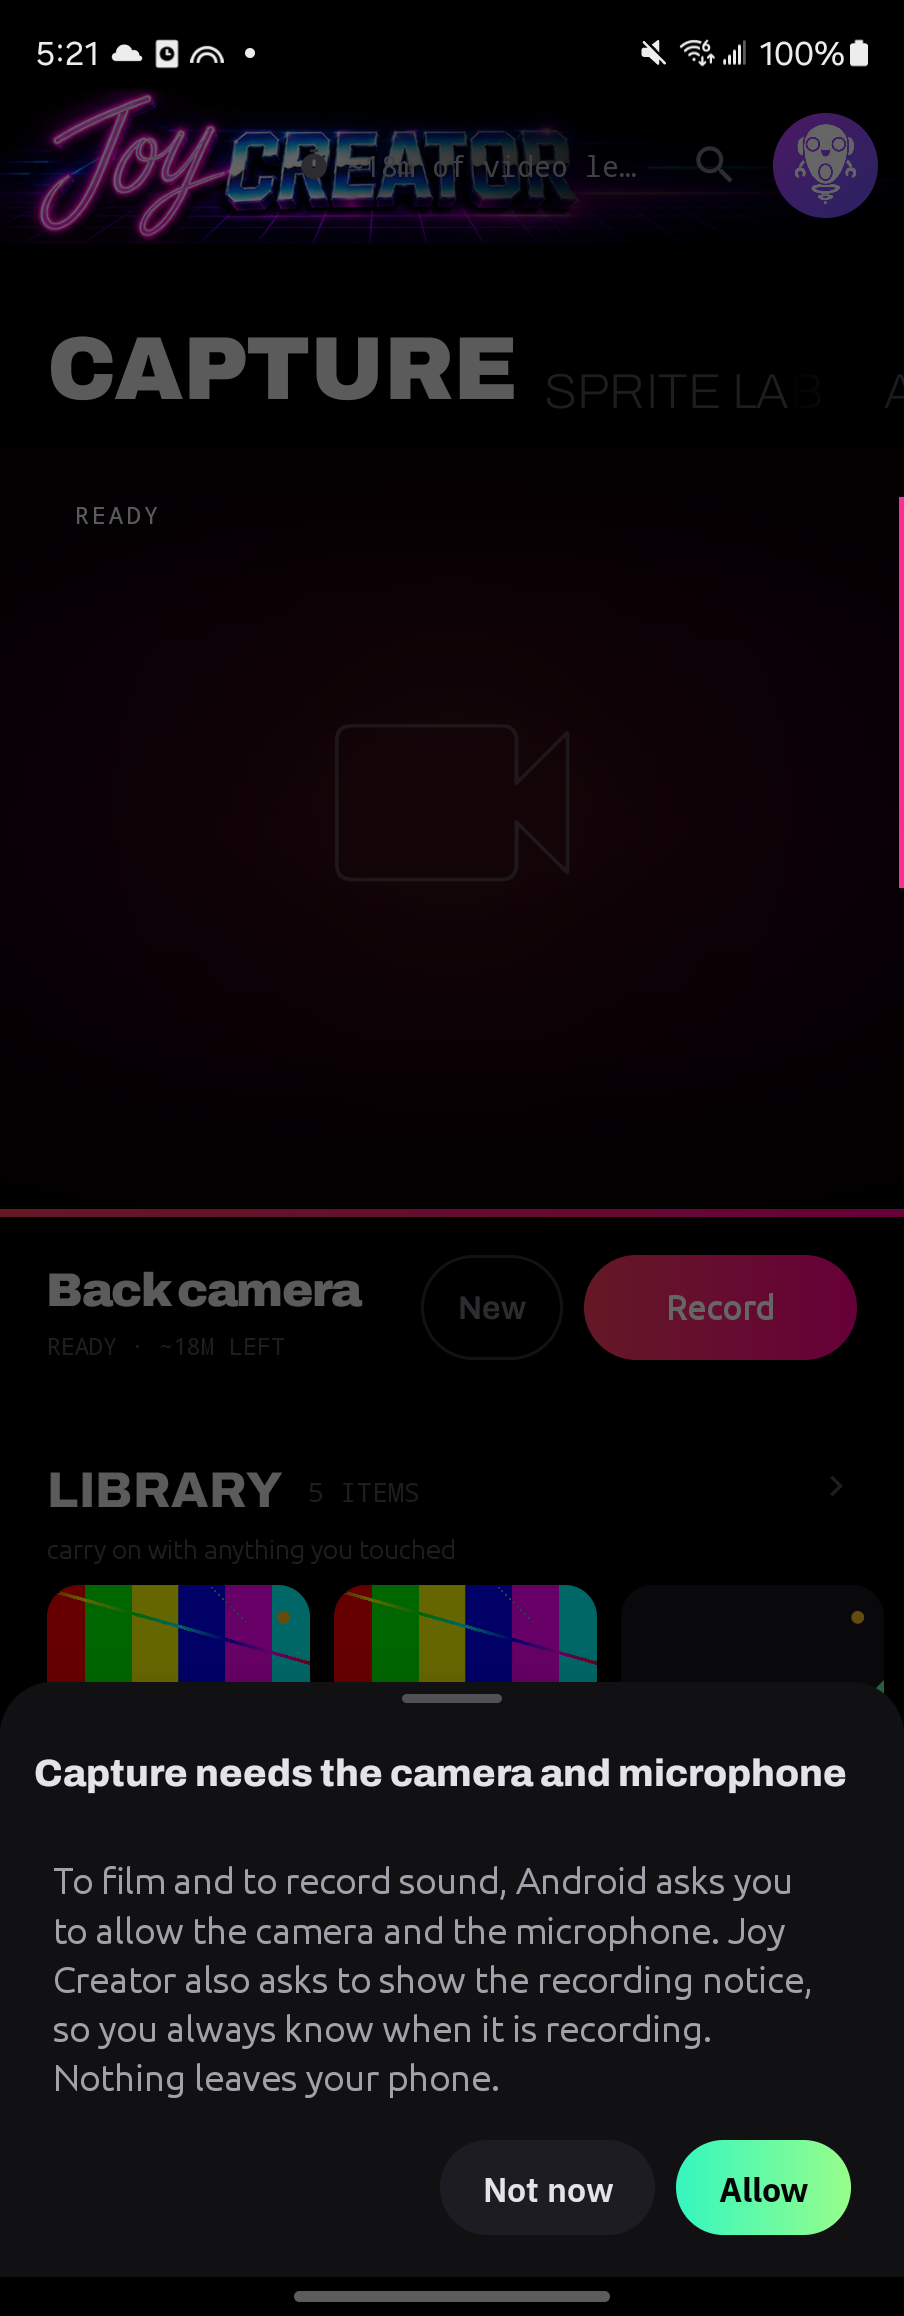 5:21
100%
Joy CREATOR
~18m of video le…
CAPTURE
SPRITE LAB
A
READY
Back camera
READY · ~18M LEFT
New
Record
LIBRARY
5 ITEMS
carry on with anything you touched
Capture needs the camera and microphone
To film and to record sound, Android asks you
to allow the camera and the microphone. Joy
Creator also asks to show the recording notice,
so you always know when it is recording.
Nothing leaves your phone.
Not now
Allow